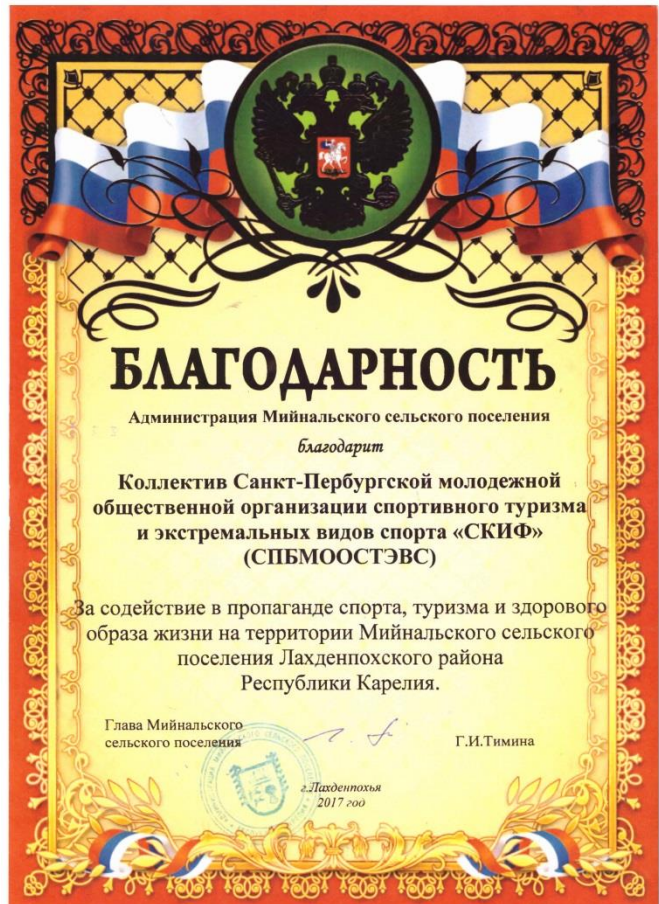 БЛАГОДАРНОСТЬ
Администрация Мийнальского сельского поселения
благодарит
Коллектив Санкт-Пербургской молодежной
общественной организации спортивного туризма
и экстремальных видов спорта «СКИФ»
(СПБМООСТЭВС)
За содействие в пропаганде спорта, туризма и здорового
образа жизни на территории Мийнальского сельского
поселения Лахденпохского района
Республики Карелия.
Глава Мийнальского
сельского поселения
Г.И.Тимина
г.Лахденпохья
2017 год